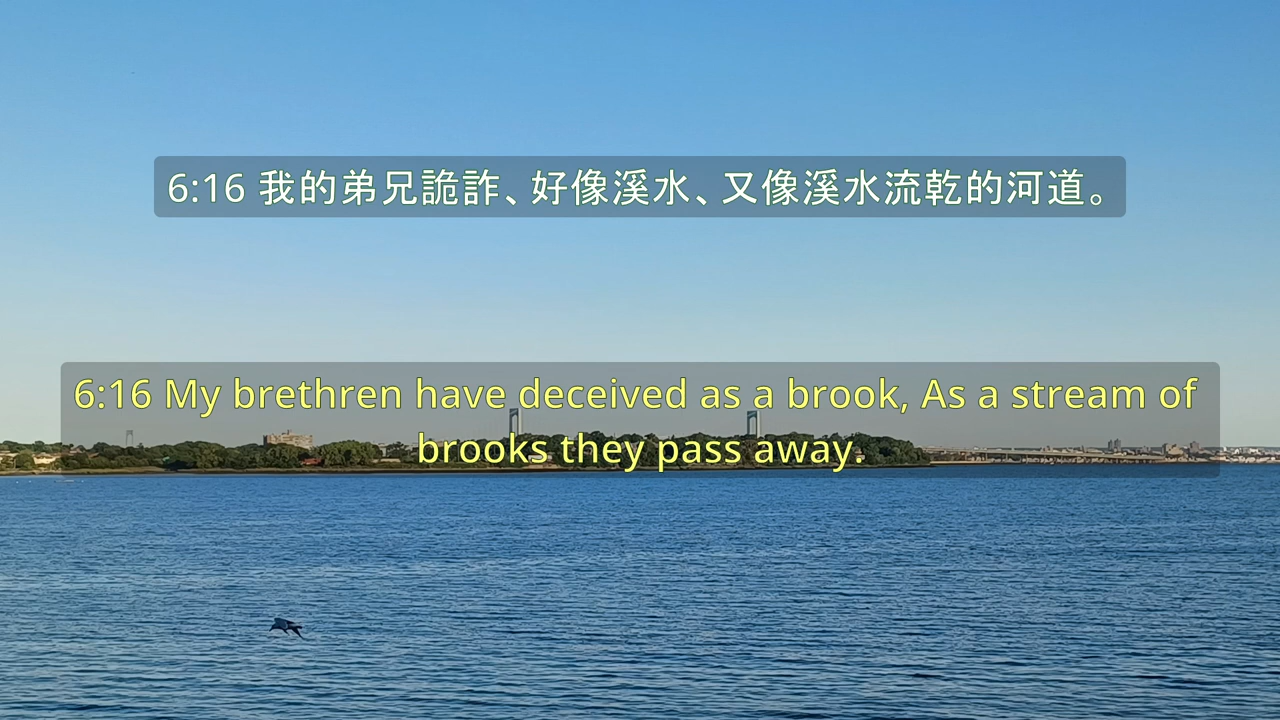 6:16 我的弟兄詭詐、好像溪水、又像溪水流乾的河道。
6:16 My brethren have deceived as a brook, As a stream of
brooks they pass away.